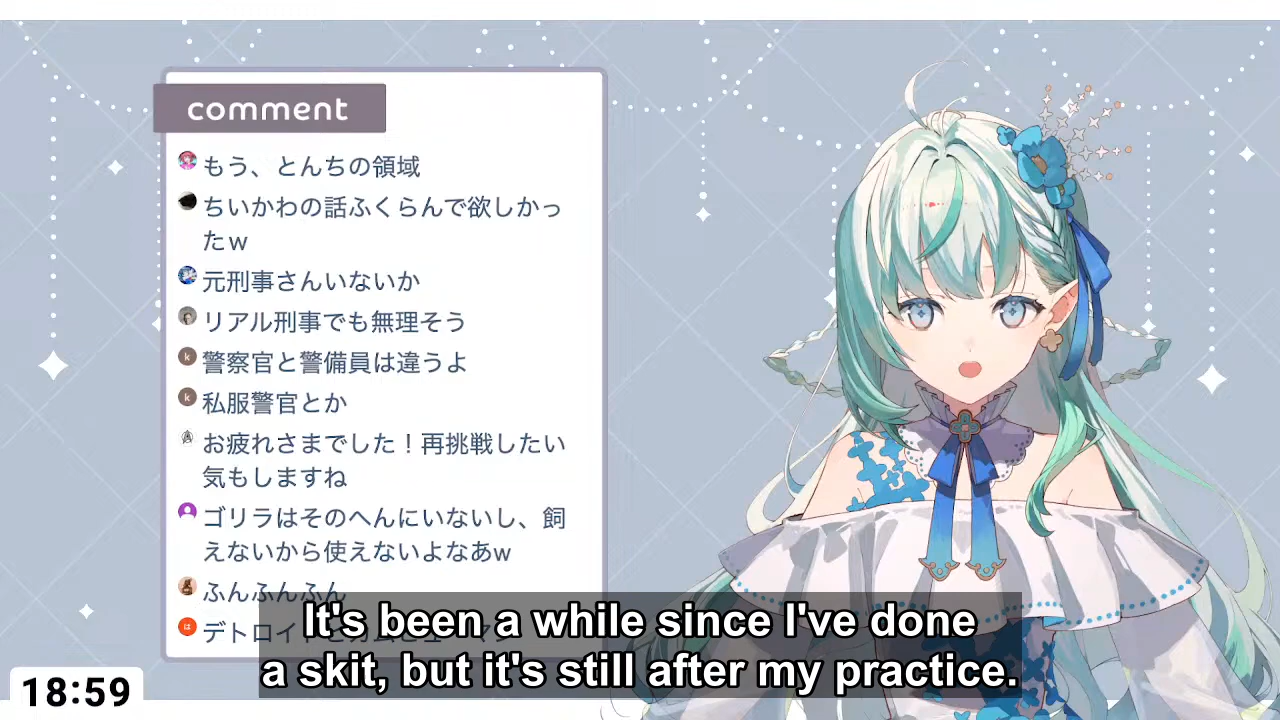 comment
もう、とんちの領域
ちいかわの話ふくらんで欲しかっ
たｗ
元刑事さんいないか
リアル刑事でも無理そう
警察官と警備員は違うよ
私服警官とか
お疲れさまでした！再挑戦したい
気もしますね
ゴリラはそのへんにいないし、飼
えないから使えないよなあw
ふんふんふん
デトロイ
It's been a while since I've done
a skit, but it's still after my practice.
18:59